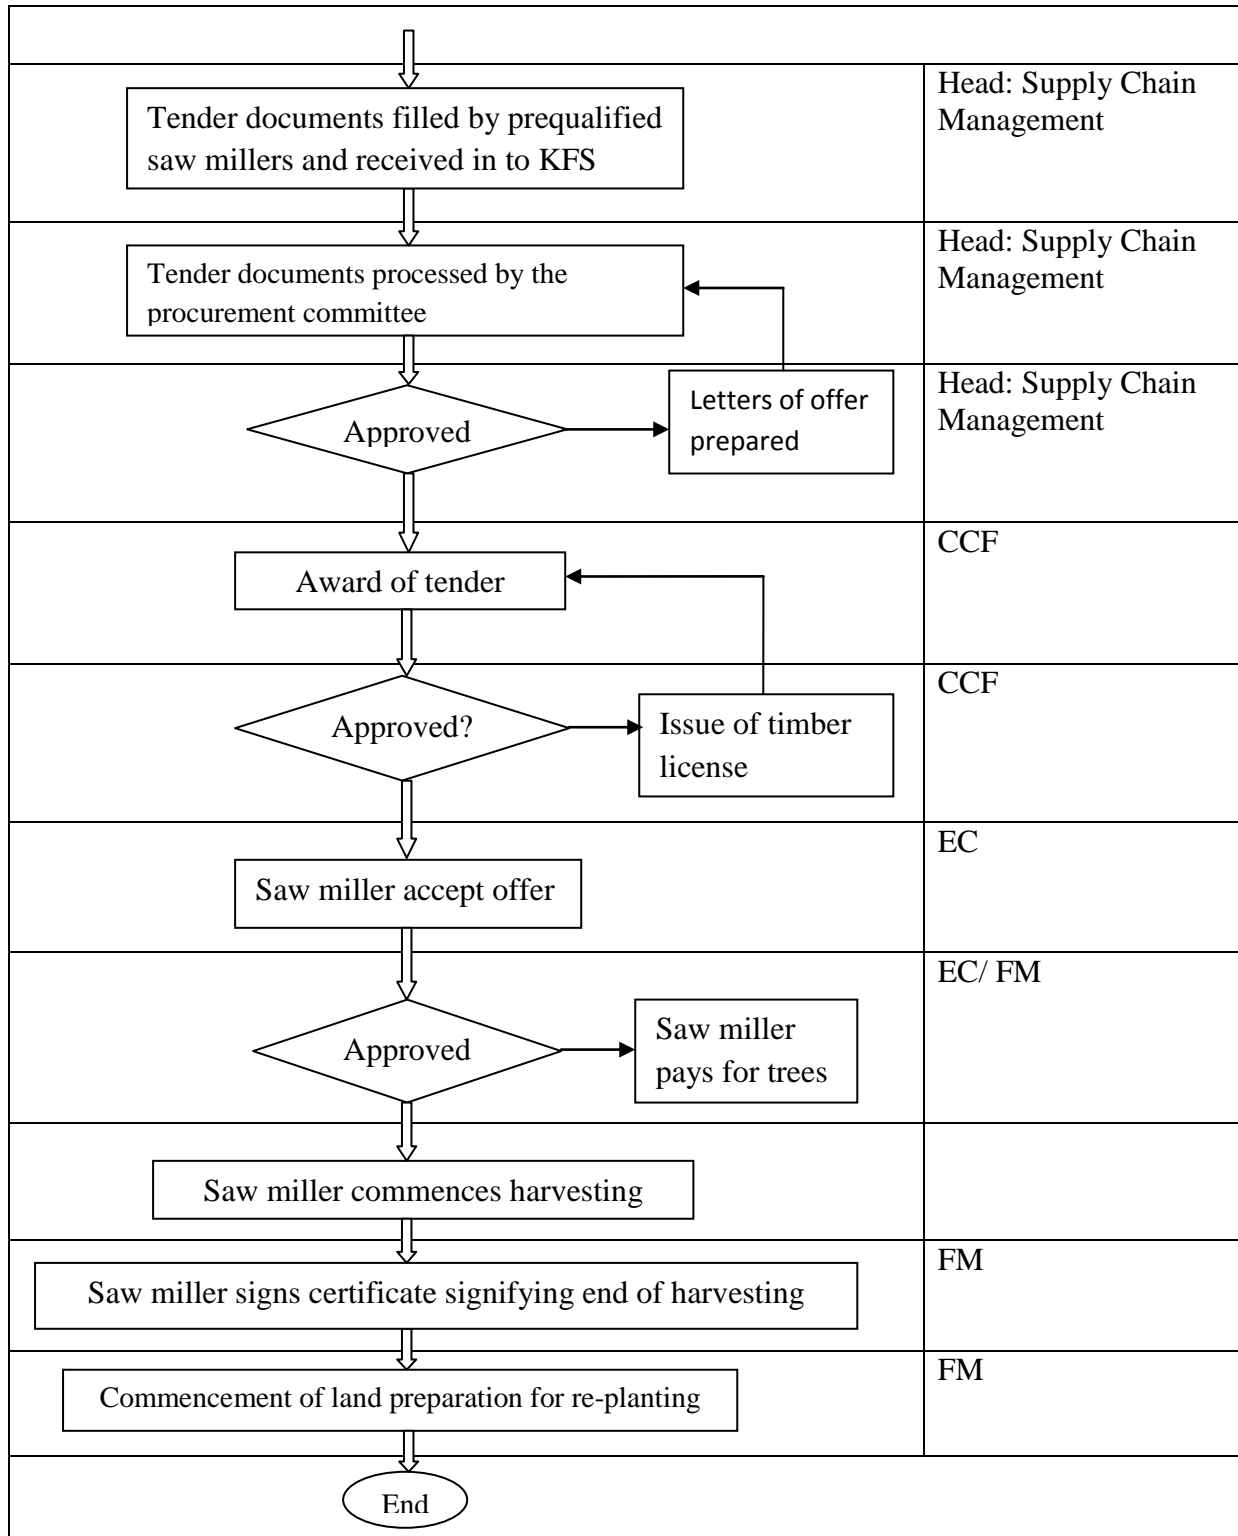 Tender documents filled by prequalified
saw millers and received in to KFS
Head: Supply Chain
Management
Tender documents processed by the
procurement committee
Head: Supply Chain
Management
Approved
Letters of offer
prepared
Head: Supply Chain
Management
Award of tender
CCF
Approved?
Issue of timber
license
CCF
Saw miller accept offer
EC
Approved
Saw miller
pays for trees
EC/ FM
Saw miller commences harvesting
Saw miller signs certificate signifying end of harvesting
FM
Commencement of land preparation for re-planting
FM
End